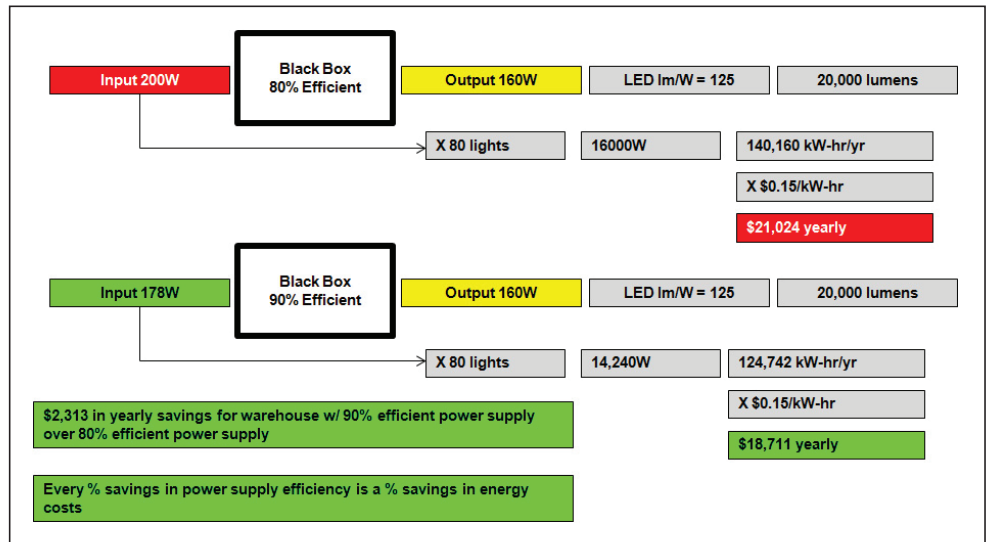 Input 200W
Black Box
80% Efficient
Output 160W
LED lm/W = 125
20,000 lumens
X 80 lights
16000W
140,160 kW-hr/yr
X $0.15/kW-hr
$21,024 yearly
Input 178W
Black Box
90% Efficient
Output 160W
LED lm/W = 125
20,000 lumens
X 80 lights
14,240W
124,742 kW-hr/yr
X $0.15/kW-hr
$18,711 yearly
$2,313 in yearly savings for warehouse w/ 90% efficient power supply
over 80% efficient power supply
Every % savings in power supply efficiency is a % savings in energy
costs